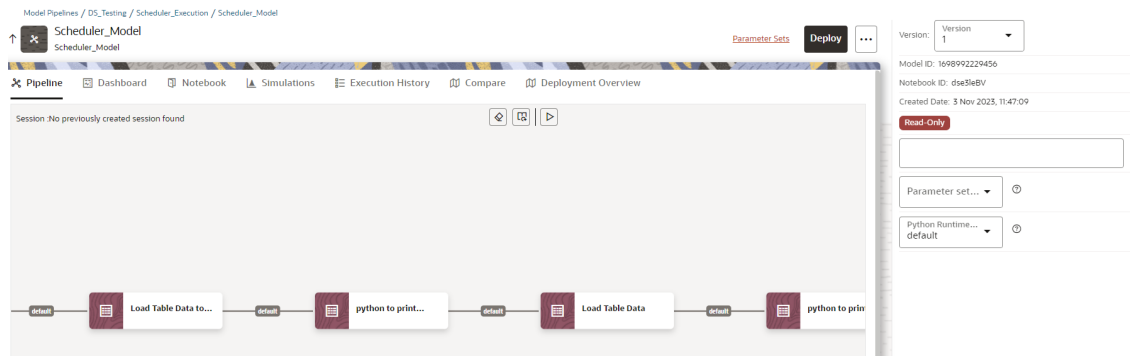 Model Pipelines / DS_Testing / Scheduler_Execution / Scheduler_Model
Scheduler_Model
Scheduler_Model
Parameter Sets
Deploy
Pipeline
Dashboard
Notebook
Simulations
Execution History
Compare
Deployment Overview
Session :No previously created session found
default
Load Table Data to...
default
python to print...
default
Load Table Data
default
python to prin
Version:
Version
1
Model ID: 1698992229456
Notebook ID: dse3leBV
Created Date: 3 Nov 2023, 11:47:09
Read-Only
Parameter set...
Python Runtime...
default